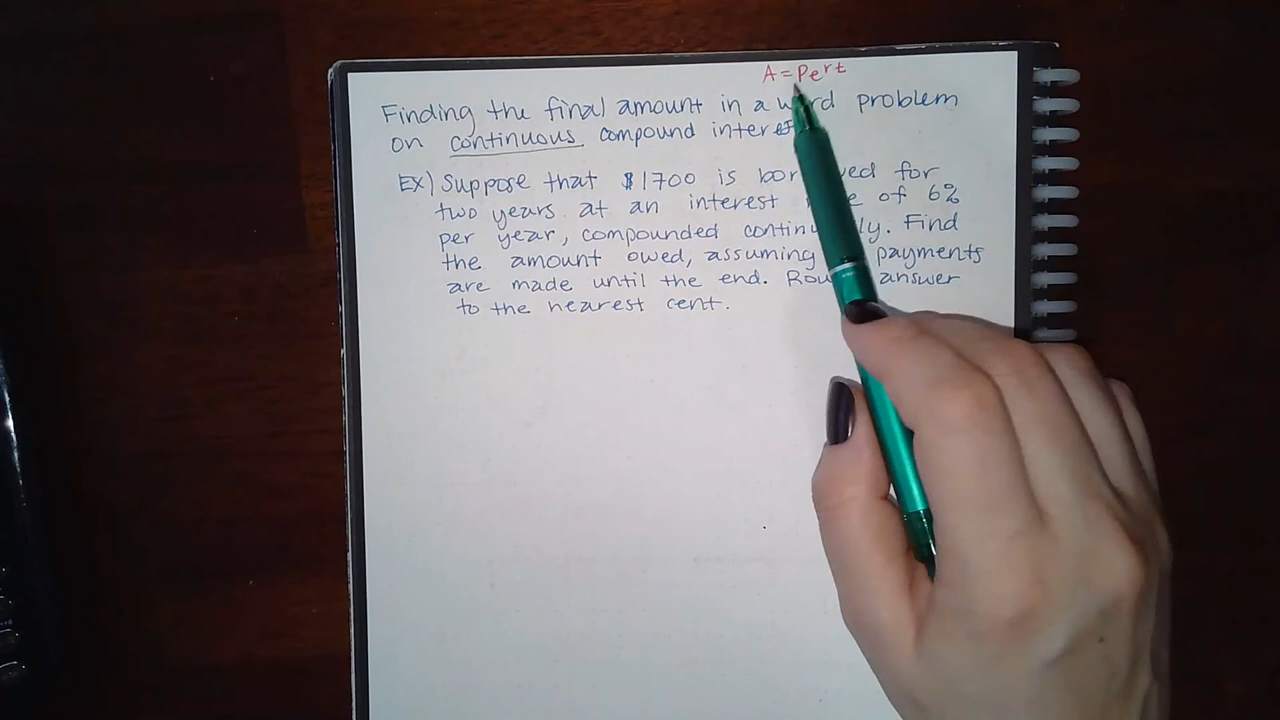 A = Pe^rt
Finding the final amount in a word problem
on continuous compound interest
EX) Suppose that $1700 is borrowed for
two years at an interest of 6%
per year, compounded continuously. Find
the amount owed, assuming payments
are made until the end. Round answer
to the nearest cent.